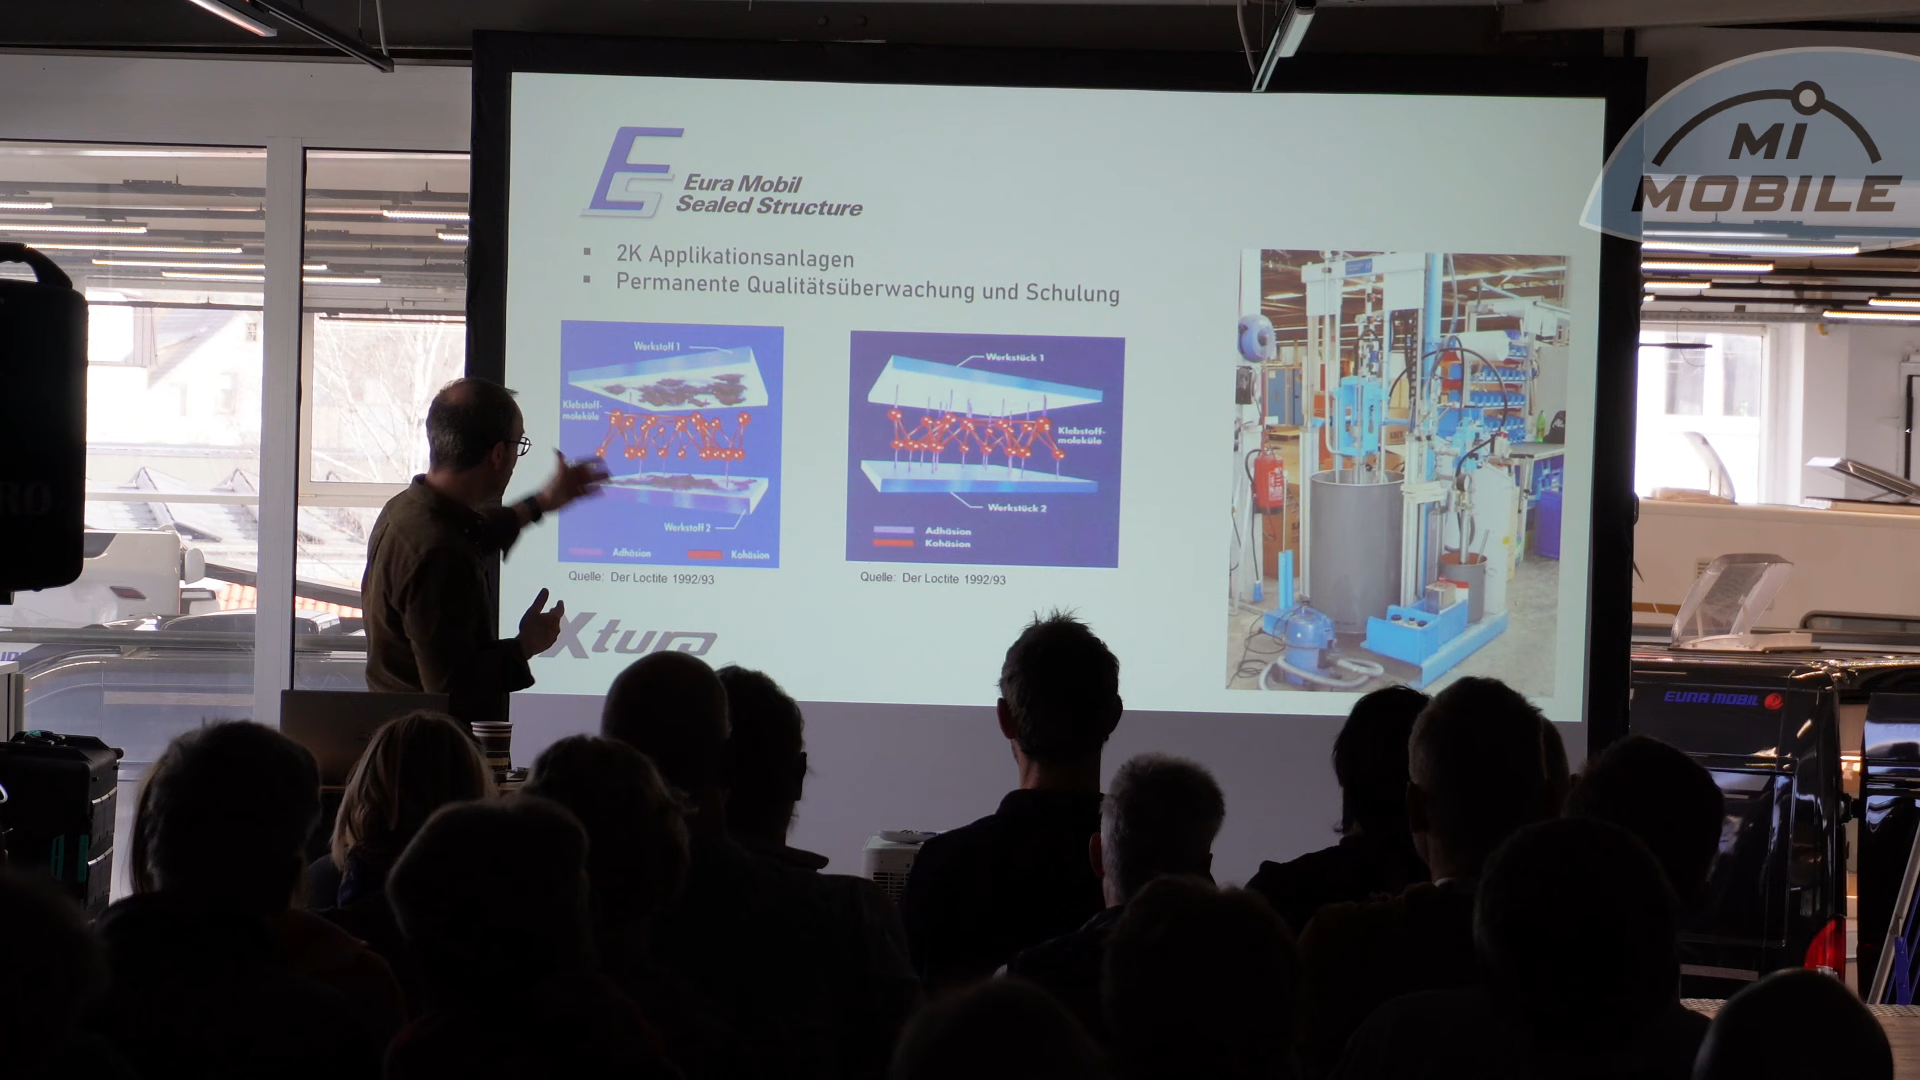 MI
MOBILE
Eura Mobil
Sealed Structure
▪ 2K Applikationsanlagen
▪ Permanente Qualitätsüberwachung und Schulung
Werkstoff 1
Klebstoff-
moleküle
Werkstoff 2
Adhäsion
Kohäsion
Quelle: Der Loctite 1992/93
Werkstück 1
Klebstoff-
moleküle
Werkstück 2
Adhäsion
Kohäsion
Quelle: Der Loctite 1992/93
Xtura
EURA MOBIL